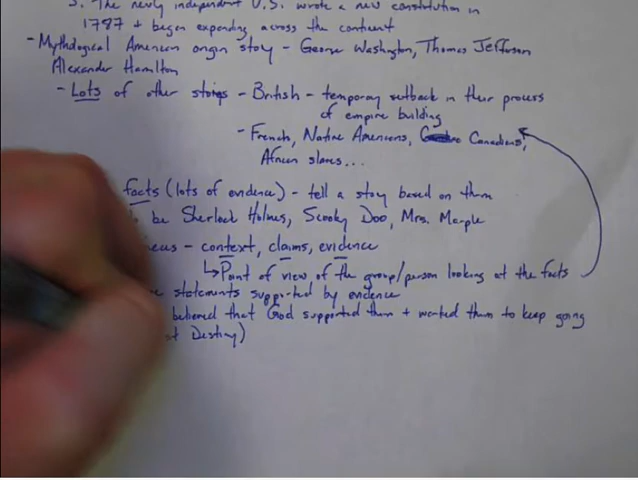 3. The newly independent U.S. wrote a new constitution in
1787 + began expanding across the continent
- Mythological American origin story - George Washington, Thomas Jefferson
Alexander Hamilton
- Lots of other stories - British - temporary setback in their process
of empire building
- French, Native Americans, Canadians,
African slaves...
facts (lots of evidence) - tell a story based on them
be Sherlock Holmes, Scooby Doo, Mrs. Marple
- context, claims, evidence
↳ Point of view of the group/person looking at the facts
statements supported by evidence
believed that God supported them + wanted them to keep going
Destiny)